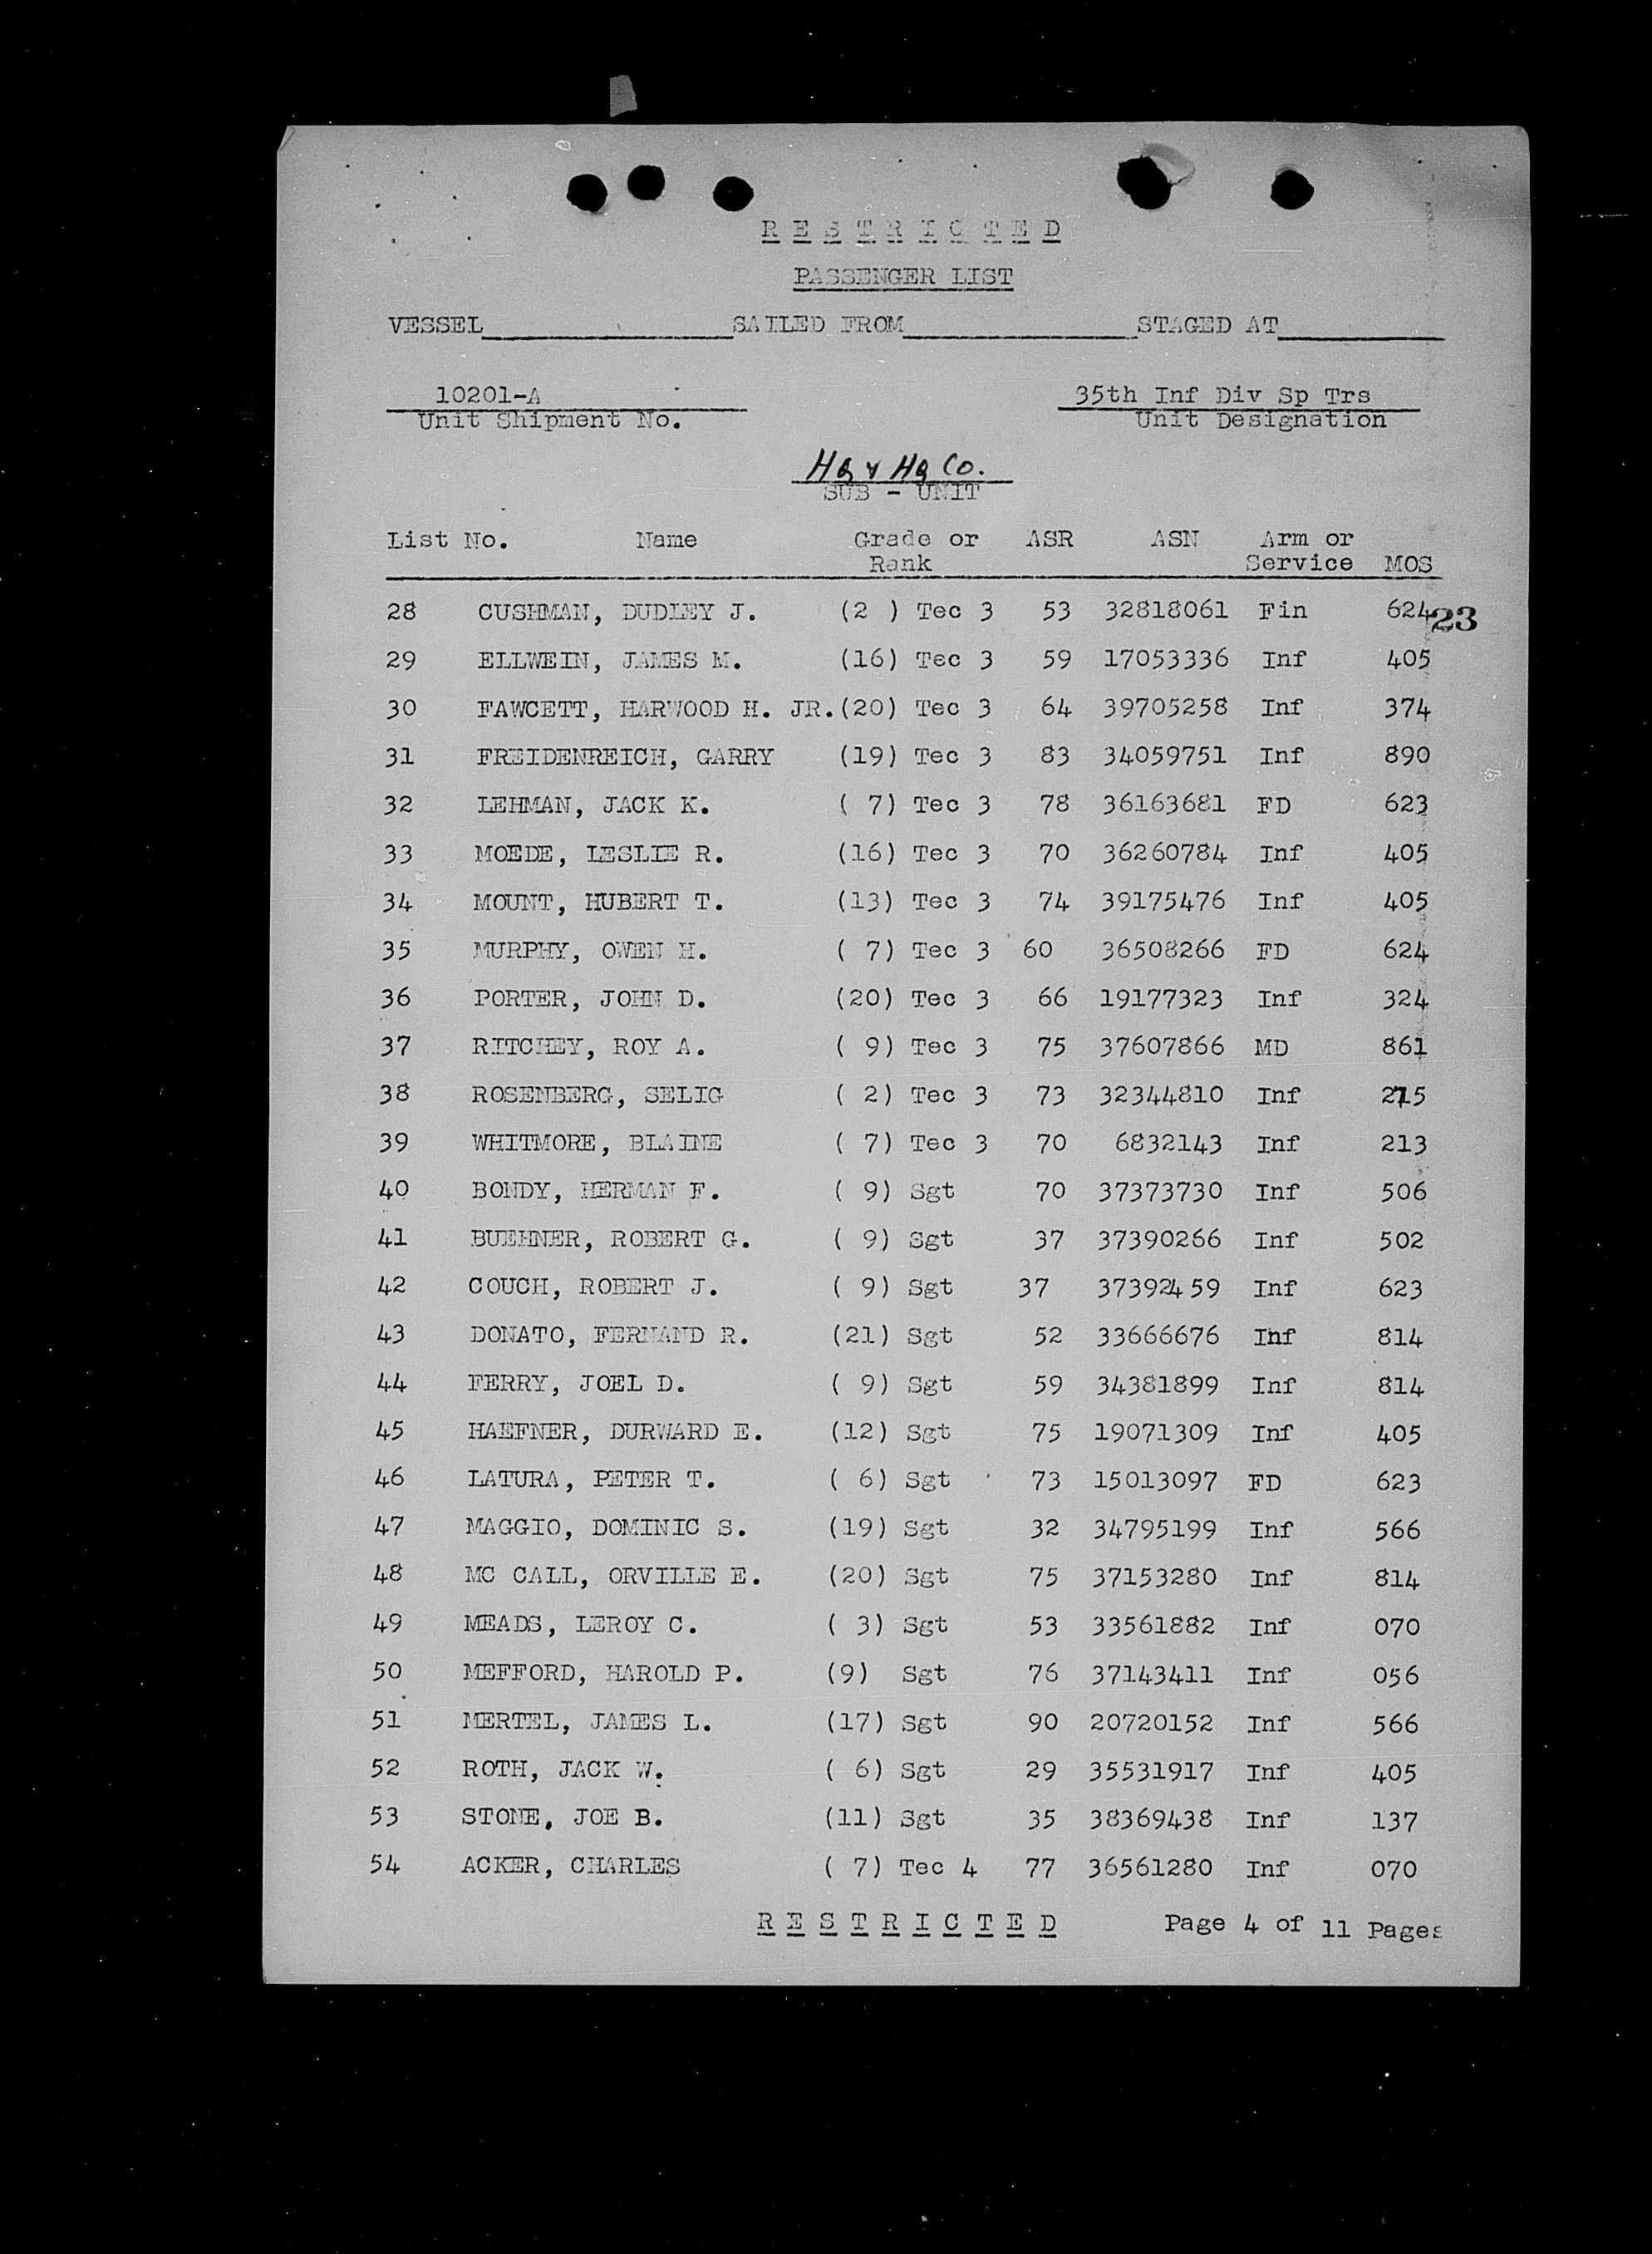 R E S T R I C T E D
PASSENGER LIST
VESSEL SAILED FROM STAGED AT
10201-A 35th Inf Div Sp Trs
Unit Shipment No. Unit Designation
Hq & Hq Co.
SUB - UNIT
List No. Name Grade or ASR ASN Arm or
Rank Service MOS
28 CUSHMAN, DUDLEY J. (2 ) Tec 3 53 32818061 Fin 624 23
29 ELLWEIN, JAMES M. (16) Tec 3 59 17053336 Inf 405
30 FAWCETT, HARWOOD H. JR. (20) Tec 3 64 39705258 Inf 374
31 FREIDENREICH, GARRY (19) Tec 3 83 34059751 Inf 890
32 LEHMAN, JACK K. ( 7) Tec 3 78 36163681 FD 623
33 MOEDE, LESLIE R. (16) Tec 3 70 36260784 Inf 405
34 MOUNT, HUBERT T. (13) Tec 3 74 39175476 Inf 405
35 MURPHY, OWEN H. ( 7) Tec 3 60 36508266 FD 624
36 PORTER, JOHN D. (20) Tec 3 66 19177323 Inf 324
37 RITCHEY, ROY A. ( 9) Tec 3 75 37607866 MD 861
38 ROSENBERG, SELIG ( 2) Tec 3 73 32344810 Inf
39 WHITMORE, BLAINE ( 7) Tec 3 70 6832143 Inf 213
40 BONDY, HERMAN F. ( 9) Sgt 70 37373730 Inf 506
41 BUEHNER, ROBERT G. ( 9) Sgt 37 37390266 Inf 502
42 COUCH, ROBERT J. ( 9) Sgt 37 37392459 Inf 623
43 DONATO, FERNAND R. (21) Sgt 52 33666676 Inf 814
44 FERRY, JOEL D. ( 9) Sgt 59 34381899 Inf 814
45 HAEFNER, DURWARD E. (12) Sgt 75 19071309 Inf 405
46 LATURA, PETER T. ( 6) Sgt 73 15013097 FD 623
47 MAGGIO, DOMINIC S. (19) Sgt 32 34795199 Inf 566
48 MC CALL, ORVILLE E. (20) Sgt 75 37153280 Inf 814
49 MEADS, LEROY C. ( 3) Sgt 53 33561882 Inf 070
50 MEFFORD, HAROLD P. (9) Sgt 76 37143411 Inf 056
51 MERTEL, JAMES L. (17) Sgt 90 20720152 Inf 566
52 ROTH, JACK W. ( 6) Sgt 29 35531917 Inf 405
53 STONE, JOE B. (11) Sgt 35 38369438 Inf 137
54 ACKER, CHARLES ( 7) Tec 4 77 36561280 Inf 070
R E S T R I C T E D Page 4 of 11 Pages